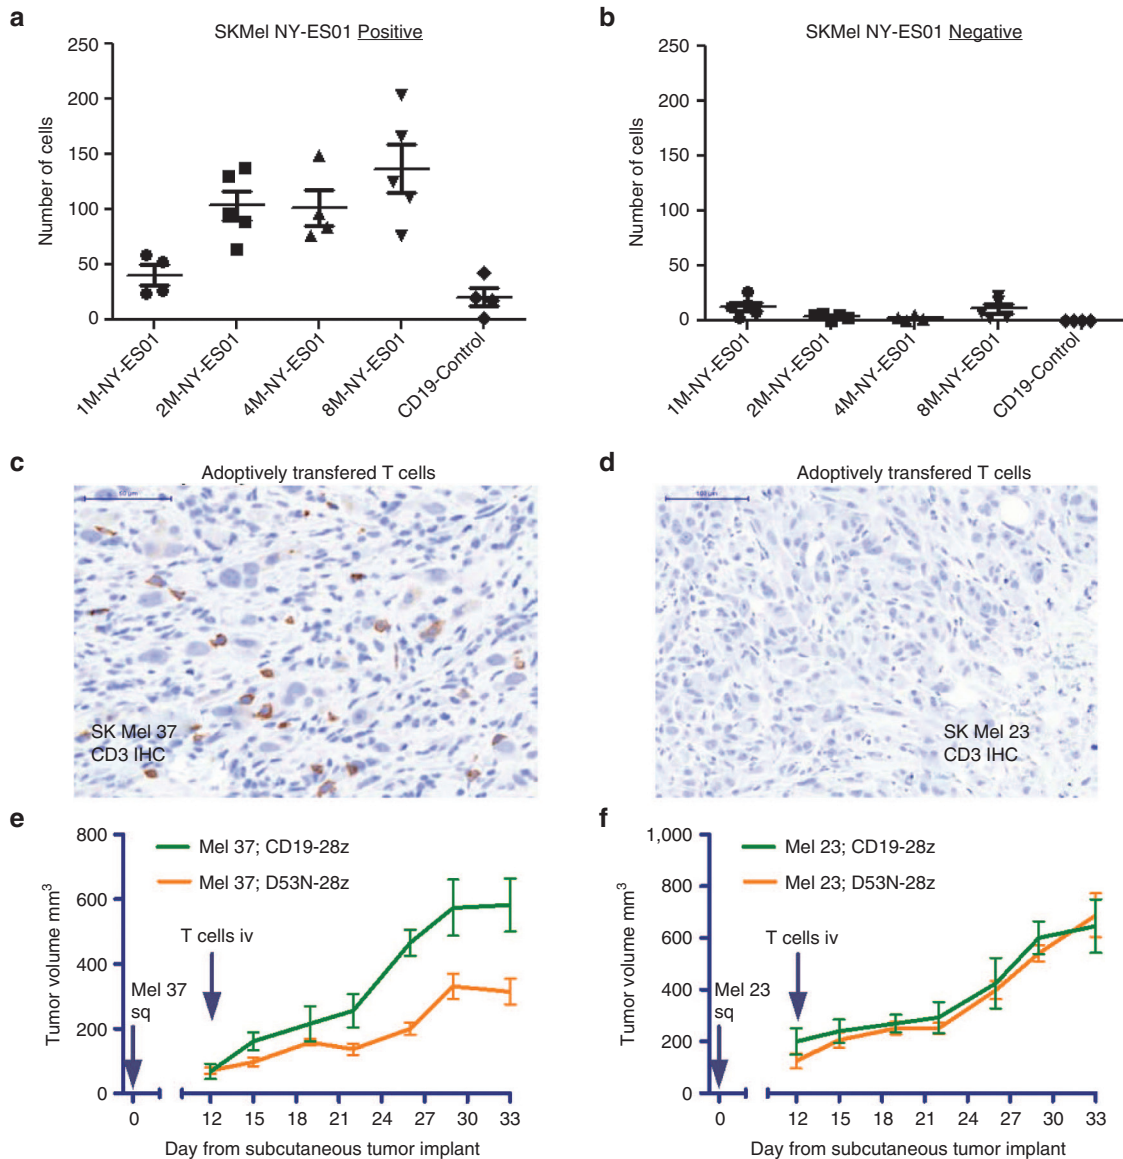 a
SKMel NY-ES01 Positive
250
200
150
100
50
0
Number of cells
1M-NY-ES01
2M-NY-ES01
4M-NY-ES01
8M-NY-ES01
CD19-Control
b
SKMel NY-ES01 Negative
250
200
150
100
50
0
Number of cells
1M-NY-ES01
2M-NY-ES01
4M-NY-ES01
8M-NY-ES01
CD19-Control
c
Adoptively transfered T cells
SK Mel 37
CD3 IHC
d
Adoptively transfered T cells
SK Mel 23
CD3 IHC
e
800
600
400
200
0
Tumor volume mm³
Mel 37; CD19-28z
Mel 37; D53N-28z
T cells iv
Mel 37
sq
0 12 15 18 21 24 27 30 33
Day from subcutaneous tumor implant
f
1,000
800
600
400
200
0
Tumor volume mm³
Mel 23; CD19-28z
Mel 23; D53N-28z
T cells iv
Mel 23
sq
0 12 15 18 21 24 27 30 33
Day from subcutaneous tumor implant